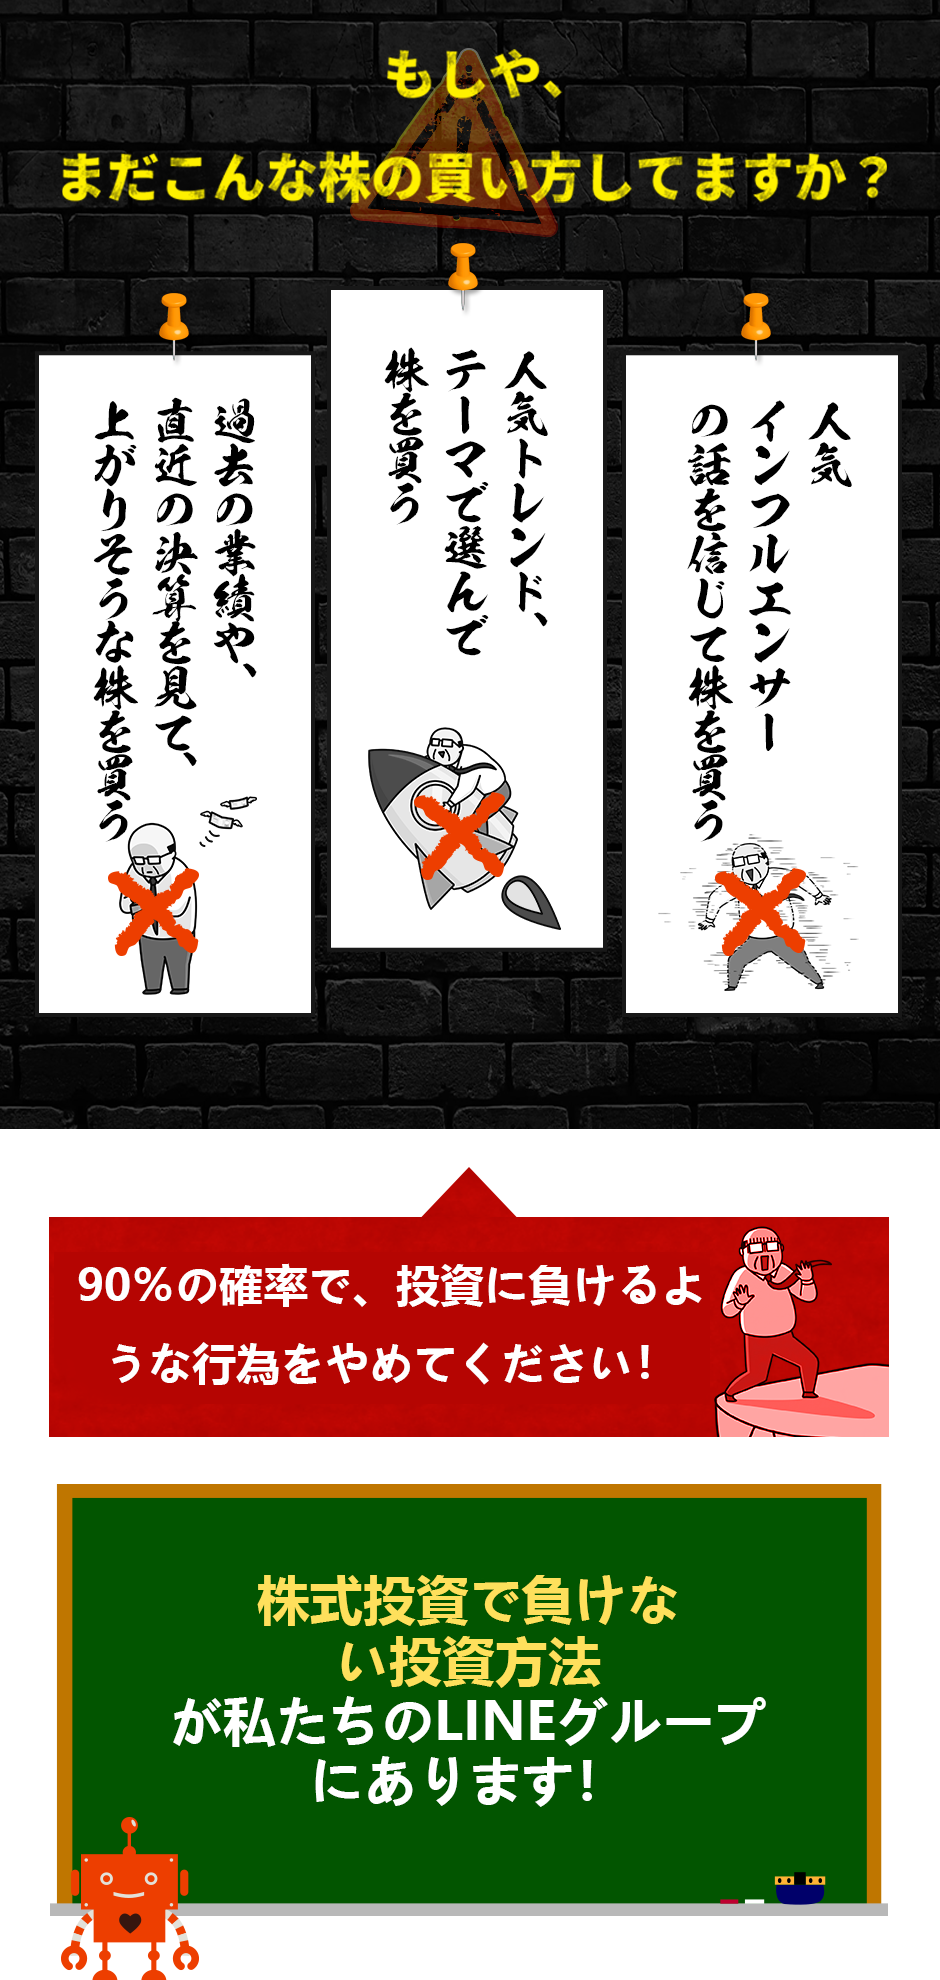 もしや、
まだこんな株の買い方してますか？
人気
インフルエンサー
の話を信じて株を買う
人気トレンド、
テーマで選んで
株を買う
過去の業績や、
直近の決算を見て、
上がりそうな株を買う
90％の確率で、投資に負けるよ
うな行為をやめてください！
株式投資で負けな
い投資方法
が私たちのLINEグループ
にあります！